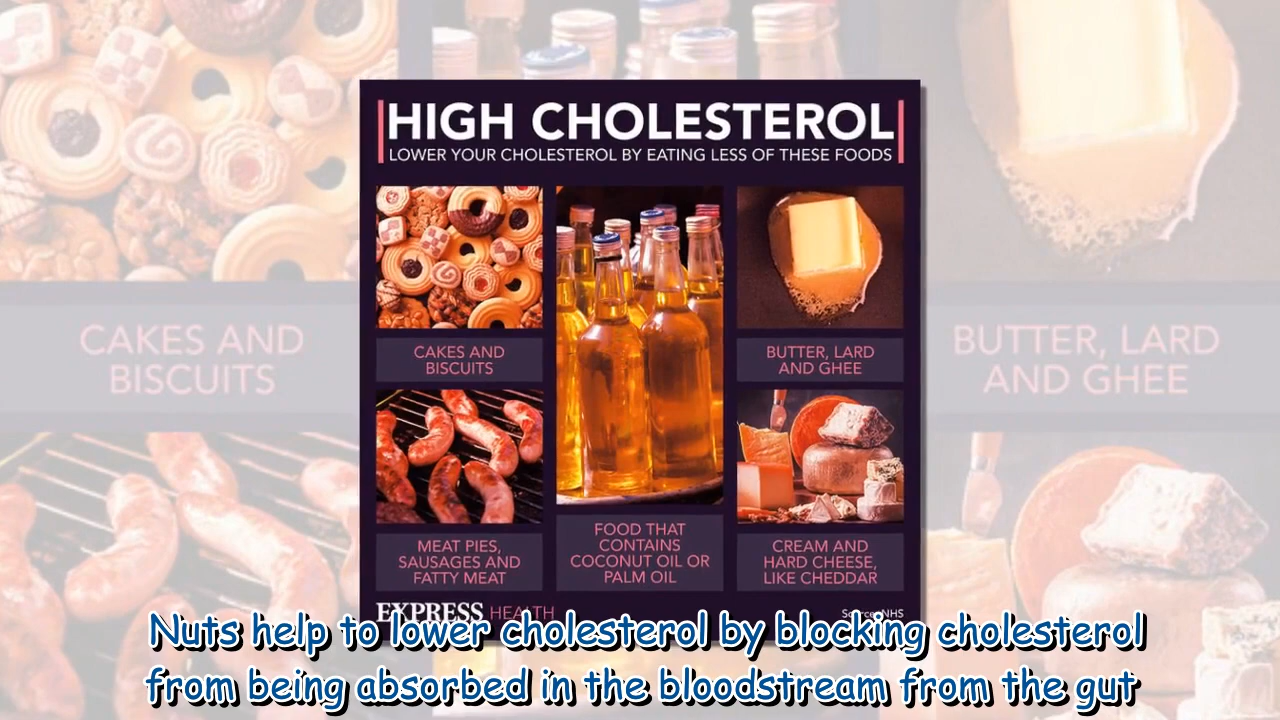 HIGH CHOLESTEROL
LOWER YOUR CHOLESTEROL BY EATING LESS OF THESE FOODS
CAKES AND
BISCUITS
BUTTER, LARD
AND GHEE
MEAT PIES,
SAUSAGES AND
FATTY MEAT
FOOD THAT
CONTAINS
COCONUT OIL OR
PALM OIL
CREAM AND
HARD CHEESE,
LIKE CHEDDAR
EXPRESS HEALTH
Source: NHS
CAKES AND
BISCUITS
BUTTER, LARD
AND GHEE
Nuts help to lower cholesterol by blocking cholesterol
from being absorbed in the bloodstream from the gut